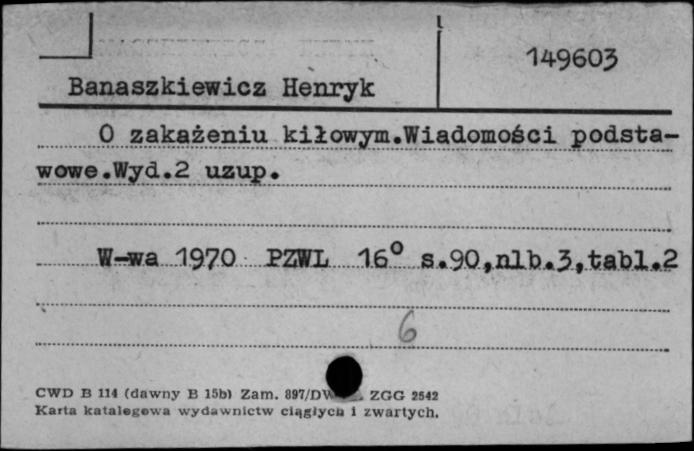 149603
Banaszkiewicz Henryk
O zakażeniu kiłowym.Wiadomości podsta-
wowe.Wyd.2 uzup.
W-wa 1970 PZWL 16° s.90,nlb.3,tabl.2
6
CWD B 114 (dawny B 15b) Zam. 897/DW ZGG 2542
Karta katalogowa wydawnictw ciągłych i zwartych.